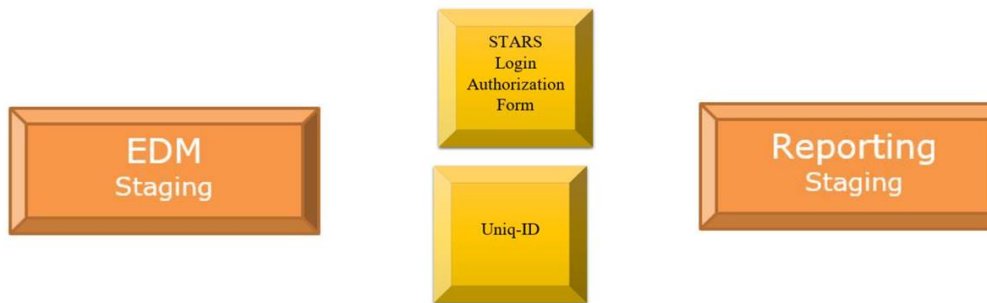 EDM
Staging
STARS
Login
Authorization
Form
Uniq-ID
Reporting
Staging